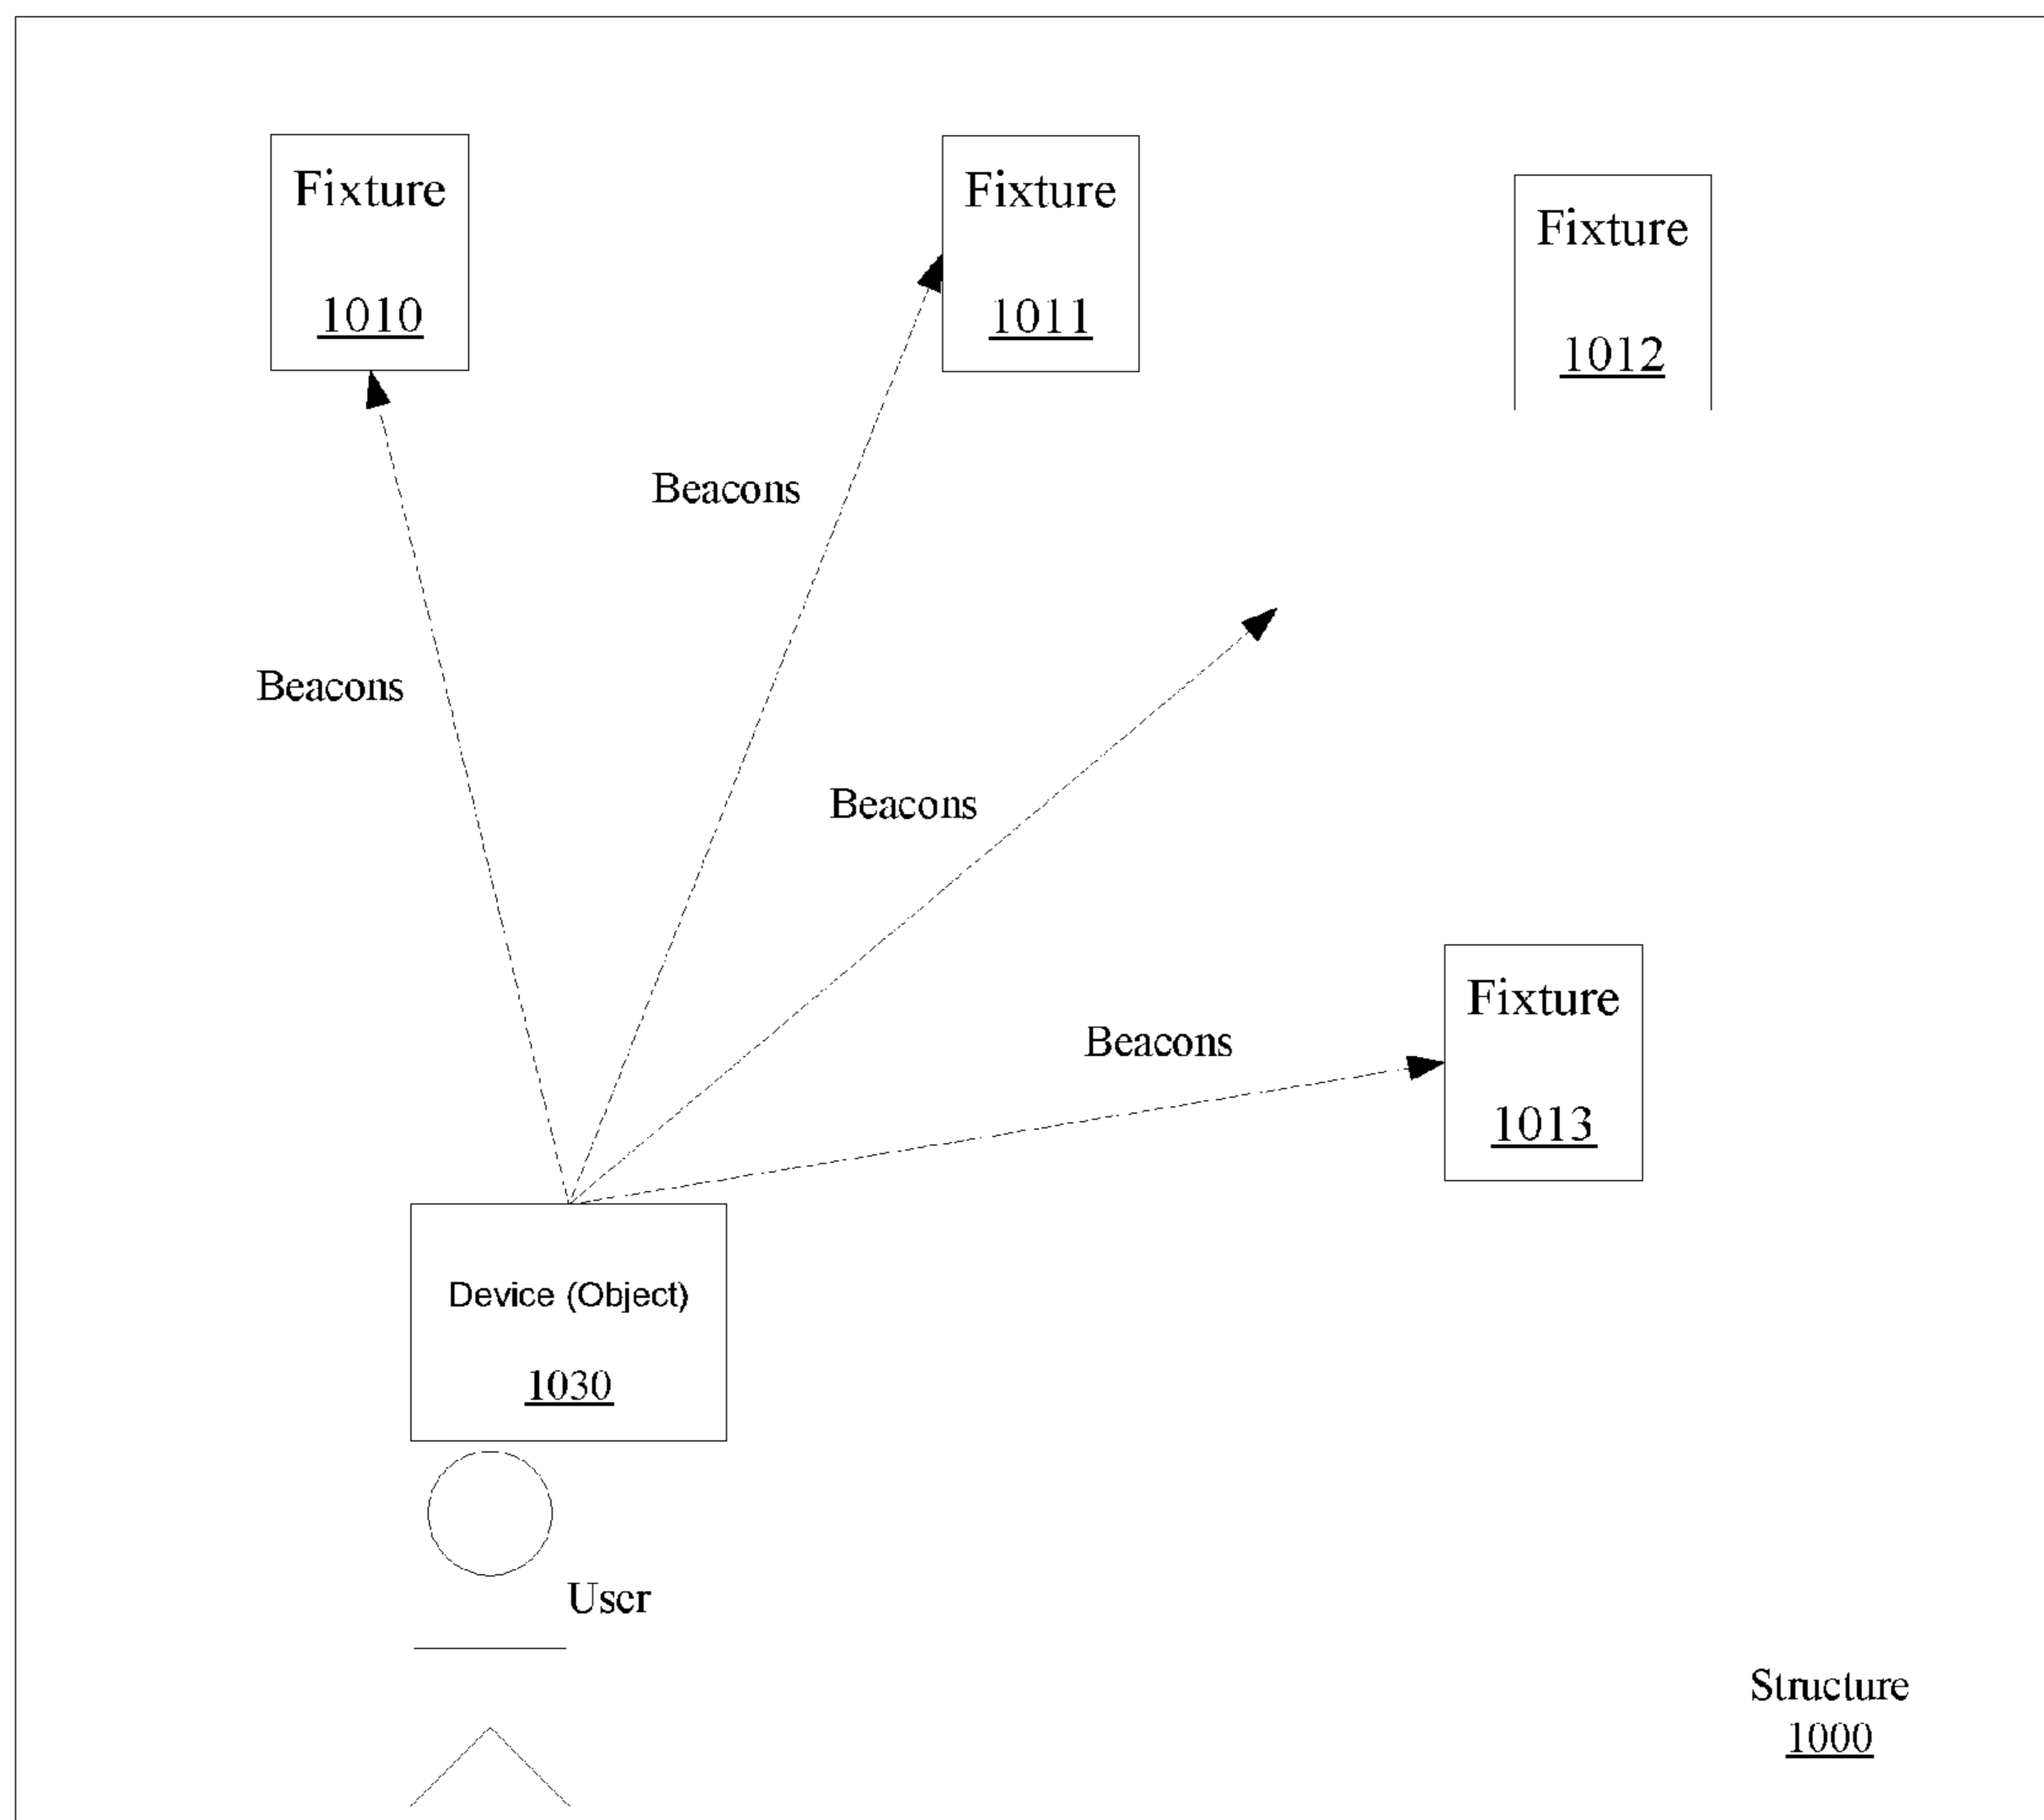 Fixture
1010
Fixture
1011
Fixture
1012
Beacons
Beacons
Beacons
Fixture
1013
Beacons
Device (Object)
1030
User
Structure
1000